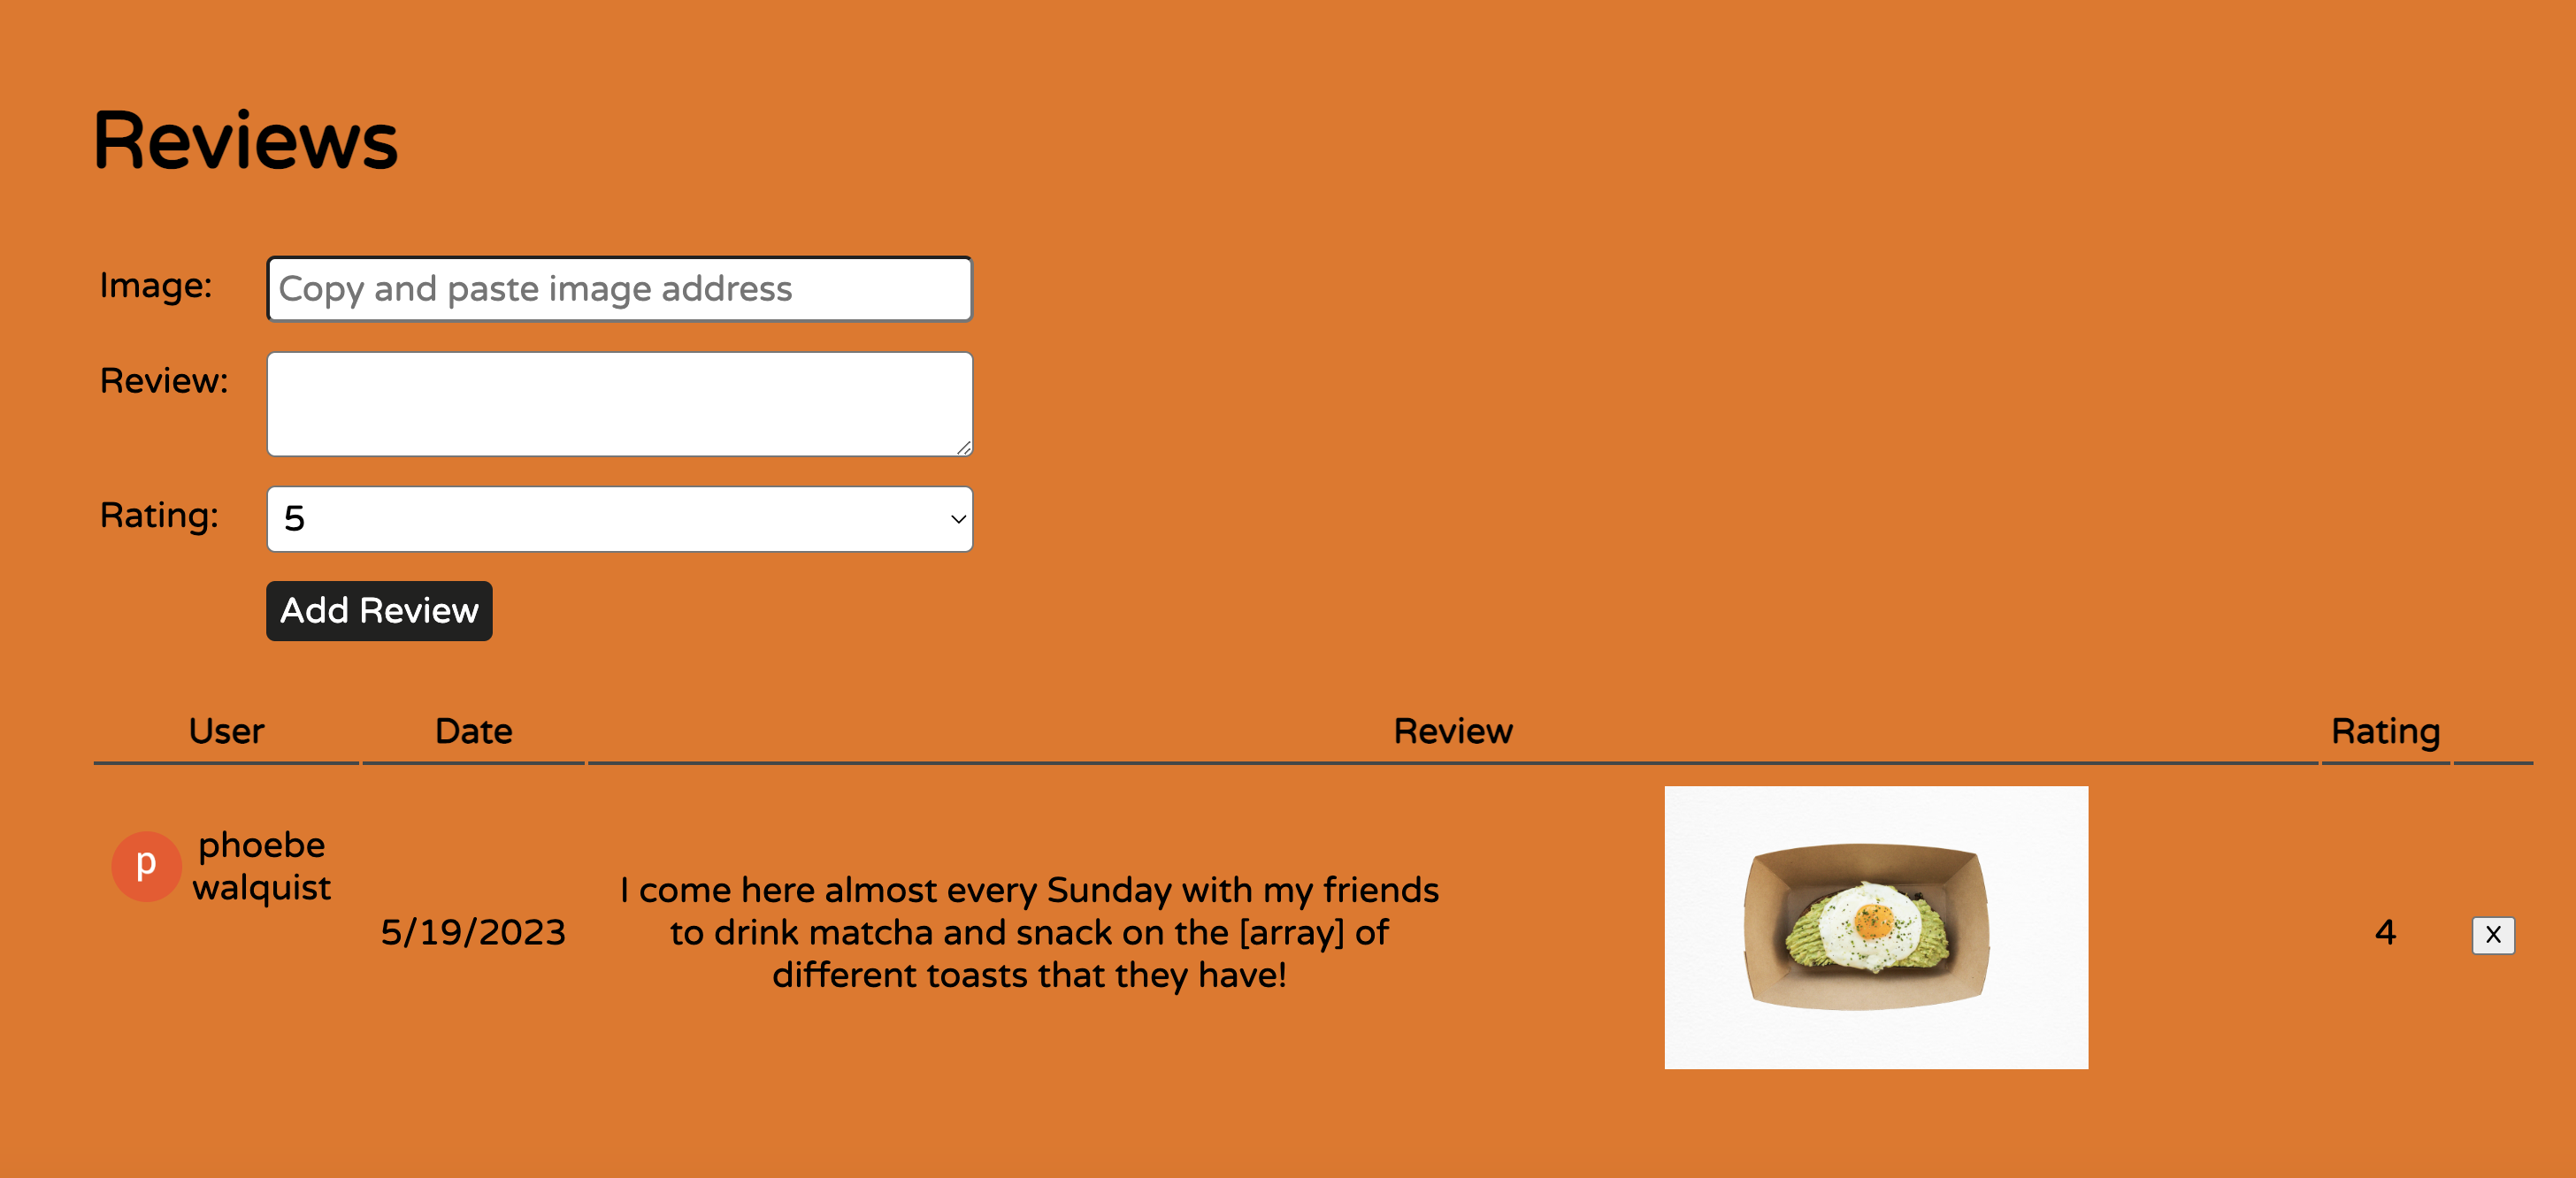 Reviews
Image:
Copy and paste image address
Review:
Rating:
5
Add Review
User Date Review Rating
p
phoebe
walquist
5/19/2023
I come here almost every Sunday with my friends
to drink matcha and snack on the [array] of
different toasts that they have!
4
X